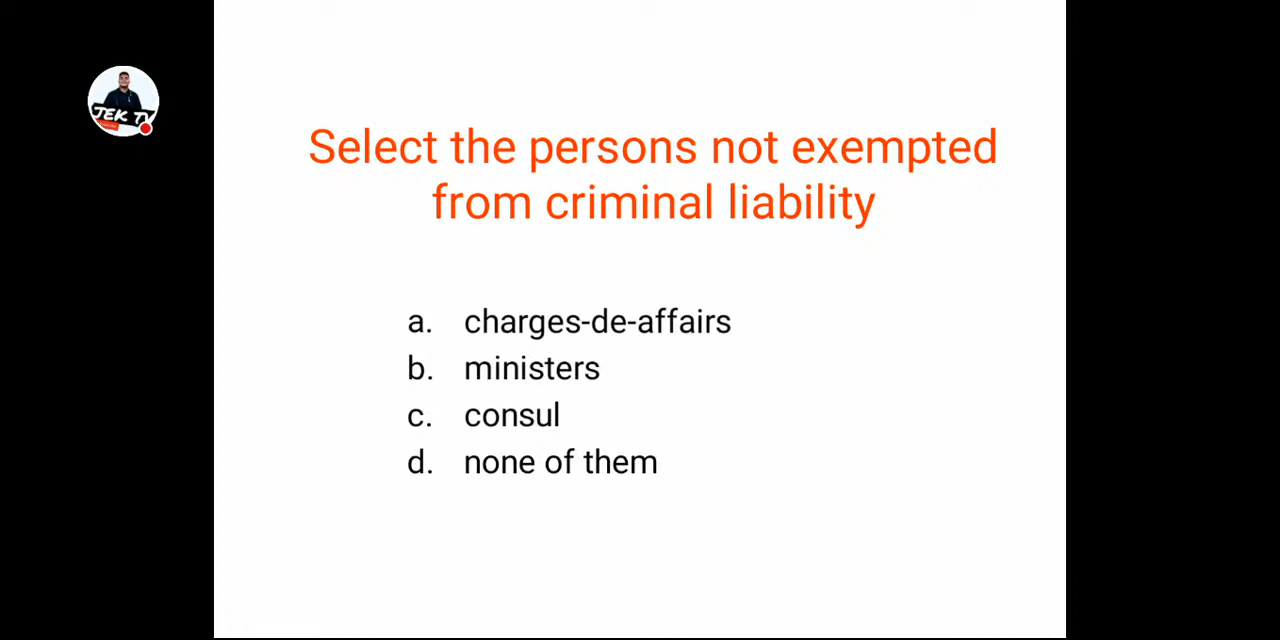 JEK TV
Select the persons not exempted
from criminal liability
a. charges-de-affairs
b. ministers
c. consul
d. none of them